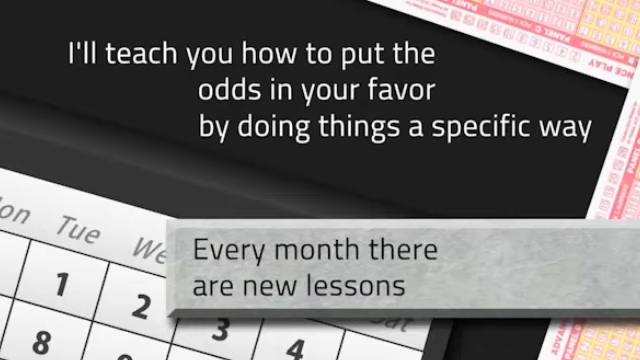 I'll teach you how to put the
odds in your favor
by doing things a specific way
Tue
Every month there
are new lessons
1
2
3
4
8